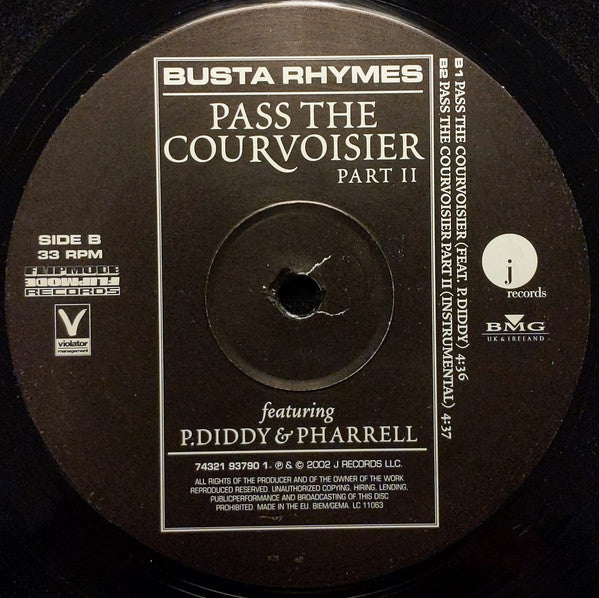 BUSTA RHYMES
PASS THE
COURVOISIER
PART II
B1 PASS THE COURVOISIER (FEAT. P.DIDDY) 4:36
B2 PASS THE COURVOISIER PART II (INSTRUMENTAL) 4:37
SIDE B
33 RPM
FLIPMODE
FLIPMODE
RECORDS
V
violator
management
j
records
BMG
UK & IRELAND
featuring
P.DIDDY & PHARRELL
74321 93790 1- ℗ & © 2002 J RECORDS LLC.
ALL RIGHTS OF THE PRODUCER AND OF THE OWNER OF THE WORK
REPRODUCED RESERVED. UNAUTHORIZED COPYING, HIRING, LENDING,
PUBLICPERFORMANCE AND BROADCASTING OF THIS DISC
PROHIBITED. MADE IN THE EU. BIEM/GEMA. LC 11063